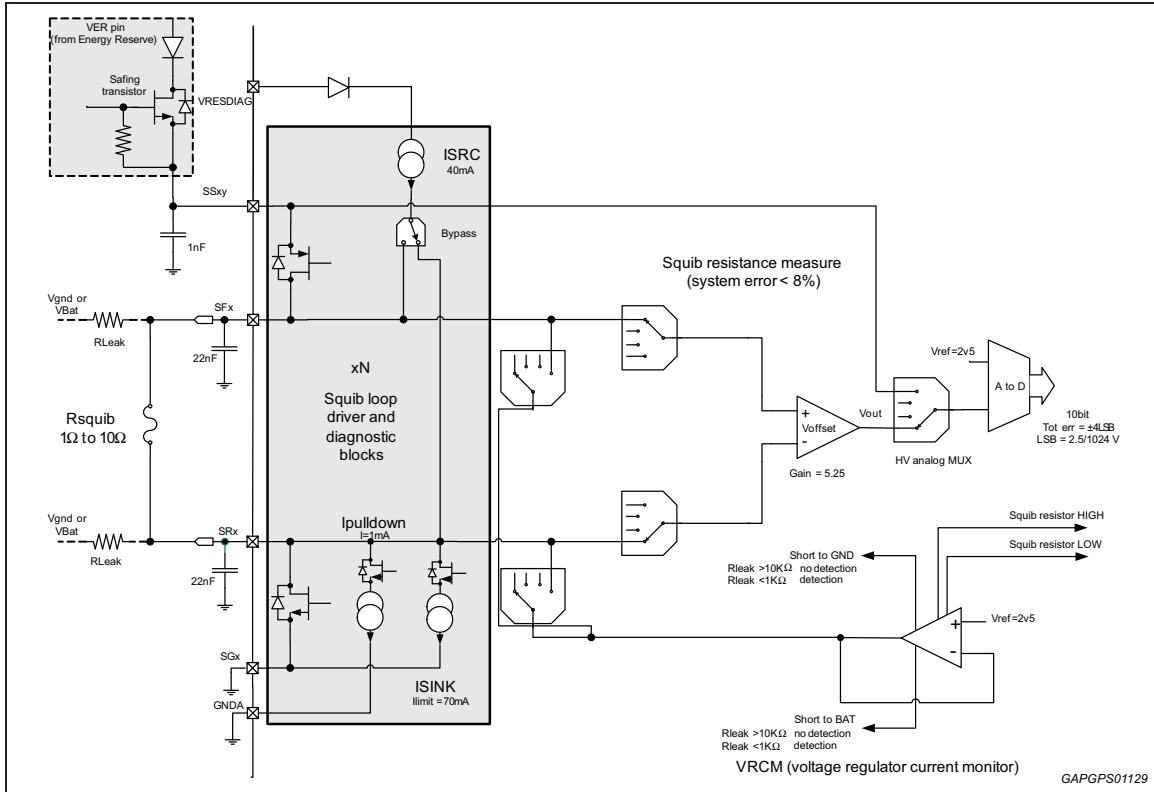 VER pin
(from Energy Reserve)
Safing
transistor
VRESDIAG
ISRC
40mA
SSxy
Bypass
1nF
Squib resistance measure
(system error < 8%)
Vgnd or
VBat
SFx
RLeak
22nF
xN
Squib loop
driver and
diagnostic
blocks
Rsquib
1Ω to 10Ω
Vref=2v5
A to D
+
Voffset
-
Vout
10bit
Tot err = ±4LSB
LSB = 2.5/1024 V
HV analog MUX
Gain = 5.25
Vgnd or
VBat
SRx
RLeak
22nF
Ipulldown
I=1mA
Squib resistor HIGH
Squib resistor LOW
Short to GND
Rleak >10KΩ no detection
Rleak <1KΩ detection
+
Vref=2v5
-
SGx
GNDA
ISINK
Ilimit =70mA
Short to BAT
Rleak >10KΩ no detection
Rleak <1KΩ detection
VRCM (voltage regulator current monitor)
GAPGPS01129